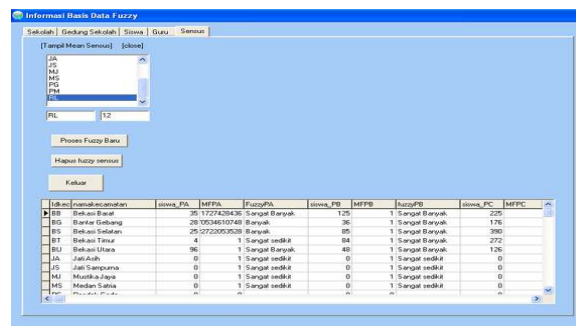 Informasi Basis Data Fuzzy
Sekolah Gedung Sekolah Siswa Guru Sensus
[Tampil Mean Sensus] [close]
JA
JS
MJ
MS
PG
PM
RL
RL 12
Proses Fuzzy Baru
Hapus fuzzy sensus
Keluar
Idkec namakecamatan siswa_PA MFPA FuzzyPA siswa_PB MFPB fuzzyPB siswa_PC MFPC
BB Bekasi Barat 35 1727428436 Sangat Banyak 125 1 Sangat Banyak 225
BG Bantar Gebang 28 0534610748 Banyak 36 1 Sangat Banyak 176
BS Bekasi Selatan 25 2722053528 Banyak 85 1 Sangat Banyak 390
BT Bekasi Timur 4 1 Sangat sedikit 84 1 Sangat Banyak 272
BU Bekasi Utara 96 1 Sangat Banyak 48 1 Sangat Banyak 126
JA Jati Asih 0 1 Sangat sedikit 0 1 Sangat sedikit 0
JS Jati Sampurna 0 1 Sangat sedikit 0 1 Sangat sedikit 0
MJ Mustika Jaya 0 1 Sangat sedikit 0 1 Sangat sedikit 0
MS Medan Satria 0 1 Sangat sedikit 0 1 Sangat sedikit 0